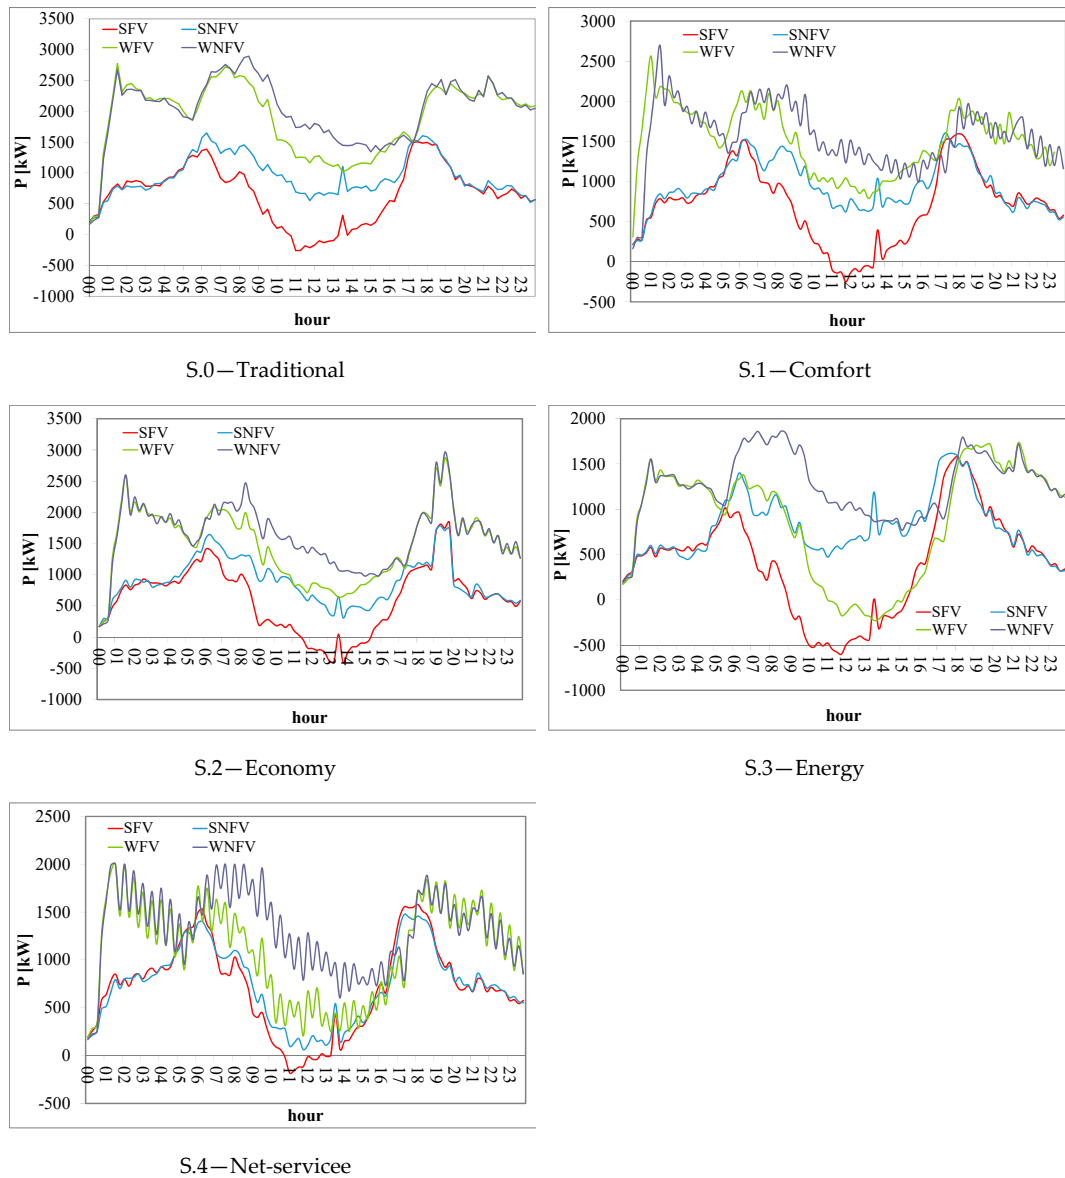 3500
3000
2500
2000
1500
1000
500
0
-500
-1000
P [kW]
SFV SNFV
WFV WNFV
00 01 02 03 04 05 06 07 08 09 10 11 12 13 14 15 16 17 18 19 20 21 22 23
hour
S.0—Traditional
3000
2500
2000
1500
1000
500
0
-500
P [kW]
SFV SNFV
WFV WNFV
00 01 02 03 04 05 06 07 08 09 10 11 12 13 14 15 16 17 18 19 20 21 22 23
hour
S.1—Comfort
3500
3000
2500
2000
1500
1000
500
0
-500
-1000
P [kW]
SFV SNFV
WFV WNFV
00 01 02 03 04 05 06 07 08 09 10 11 12 13 14 15 16 17 18 19 20 21 22 23
hour
S.2—Economy
2000
1500
1000
500
0
-500
-1000
P [kW]
SFV SNFV
WFV WNFV
00 01 02 03 04 05 06 07 08 09 10 11 12 13 14 15 16 17 18 19 20 21 22 23
hour
S.3—Energy
2500
2000
1500
1000
500
0
-500
P [kW]
SFV SNFV
WFV WNFV
00 01 02 03 04 05 06 07 08 09 10 11 12 13 14 15 16 17 18 19 20 21 22 23
hour
S.4—Net-servicee